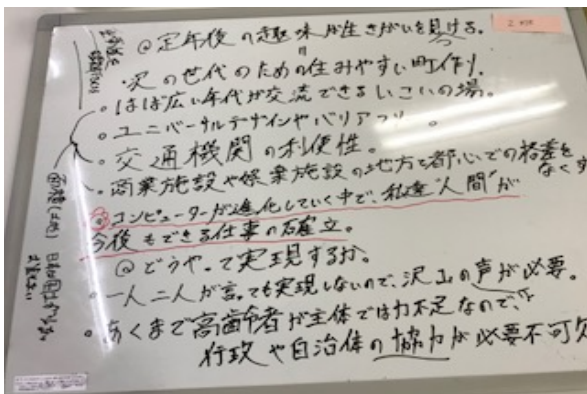 @ 定年後の趣味が生きがいを見つける。
・次の世代のための住みやすい町作り
。はば広い年代が交流できるいこいの場。
。ユニバーサルデザインやバリアフリー。
・交通機関の利便性。
・商業施設や娯楽施設の地方と都心での格差をなくす
コンピューターが進化していく中で、私達"人間"が
今後もできる仕事の確立。
@ どうやって実現するか。
・一人二人が言っても実現しないので、沢山の声が必要。
・あくまで高齢者が主体では力不足なので、
行政や自治体の協力が必要不可欠